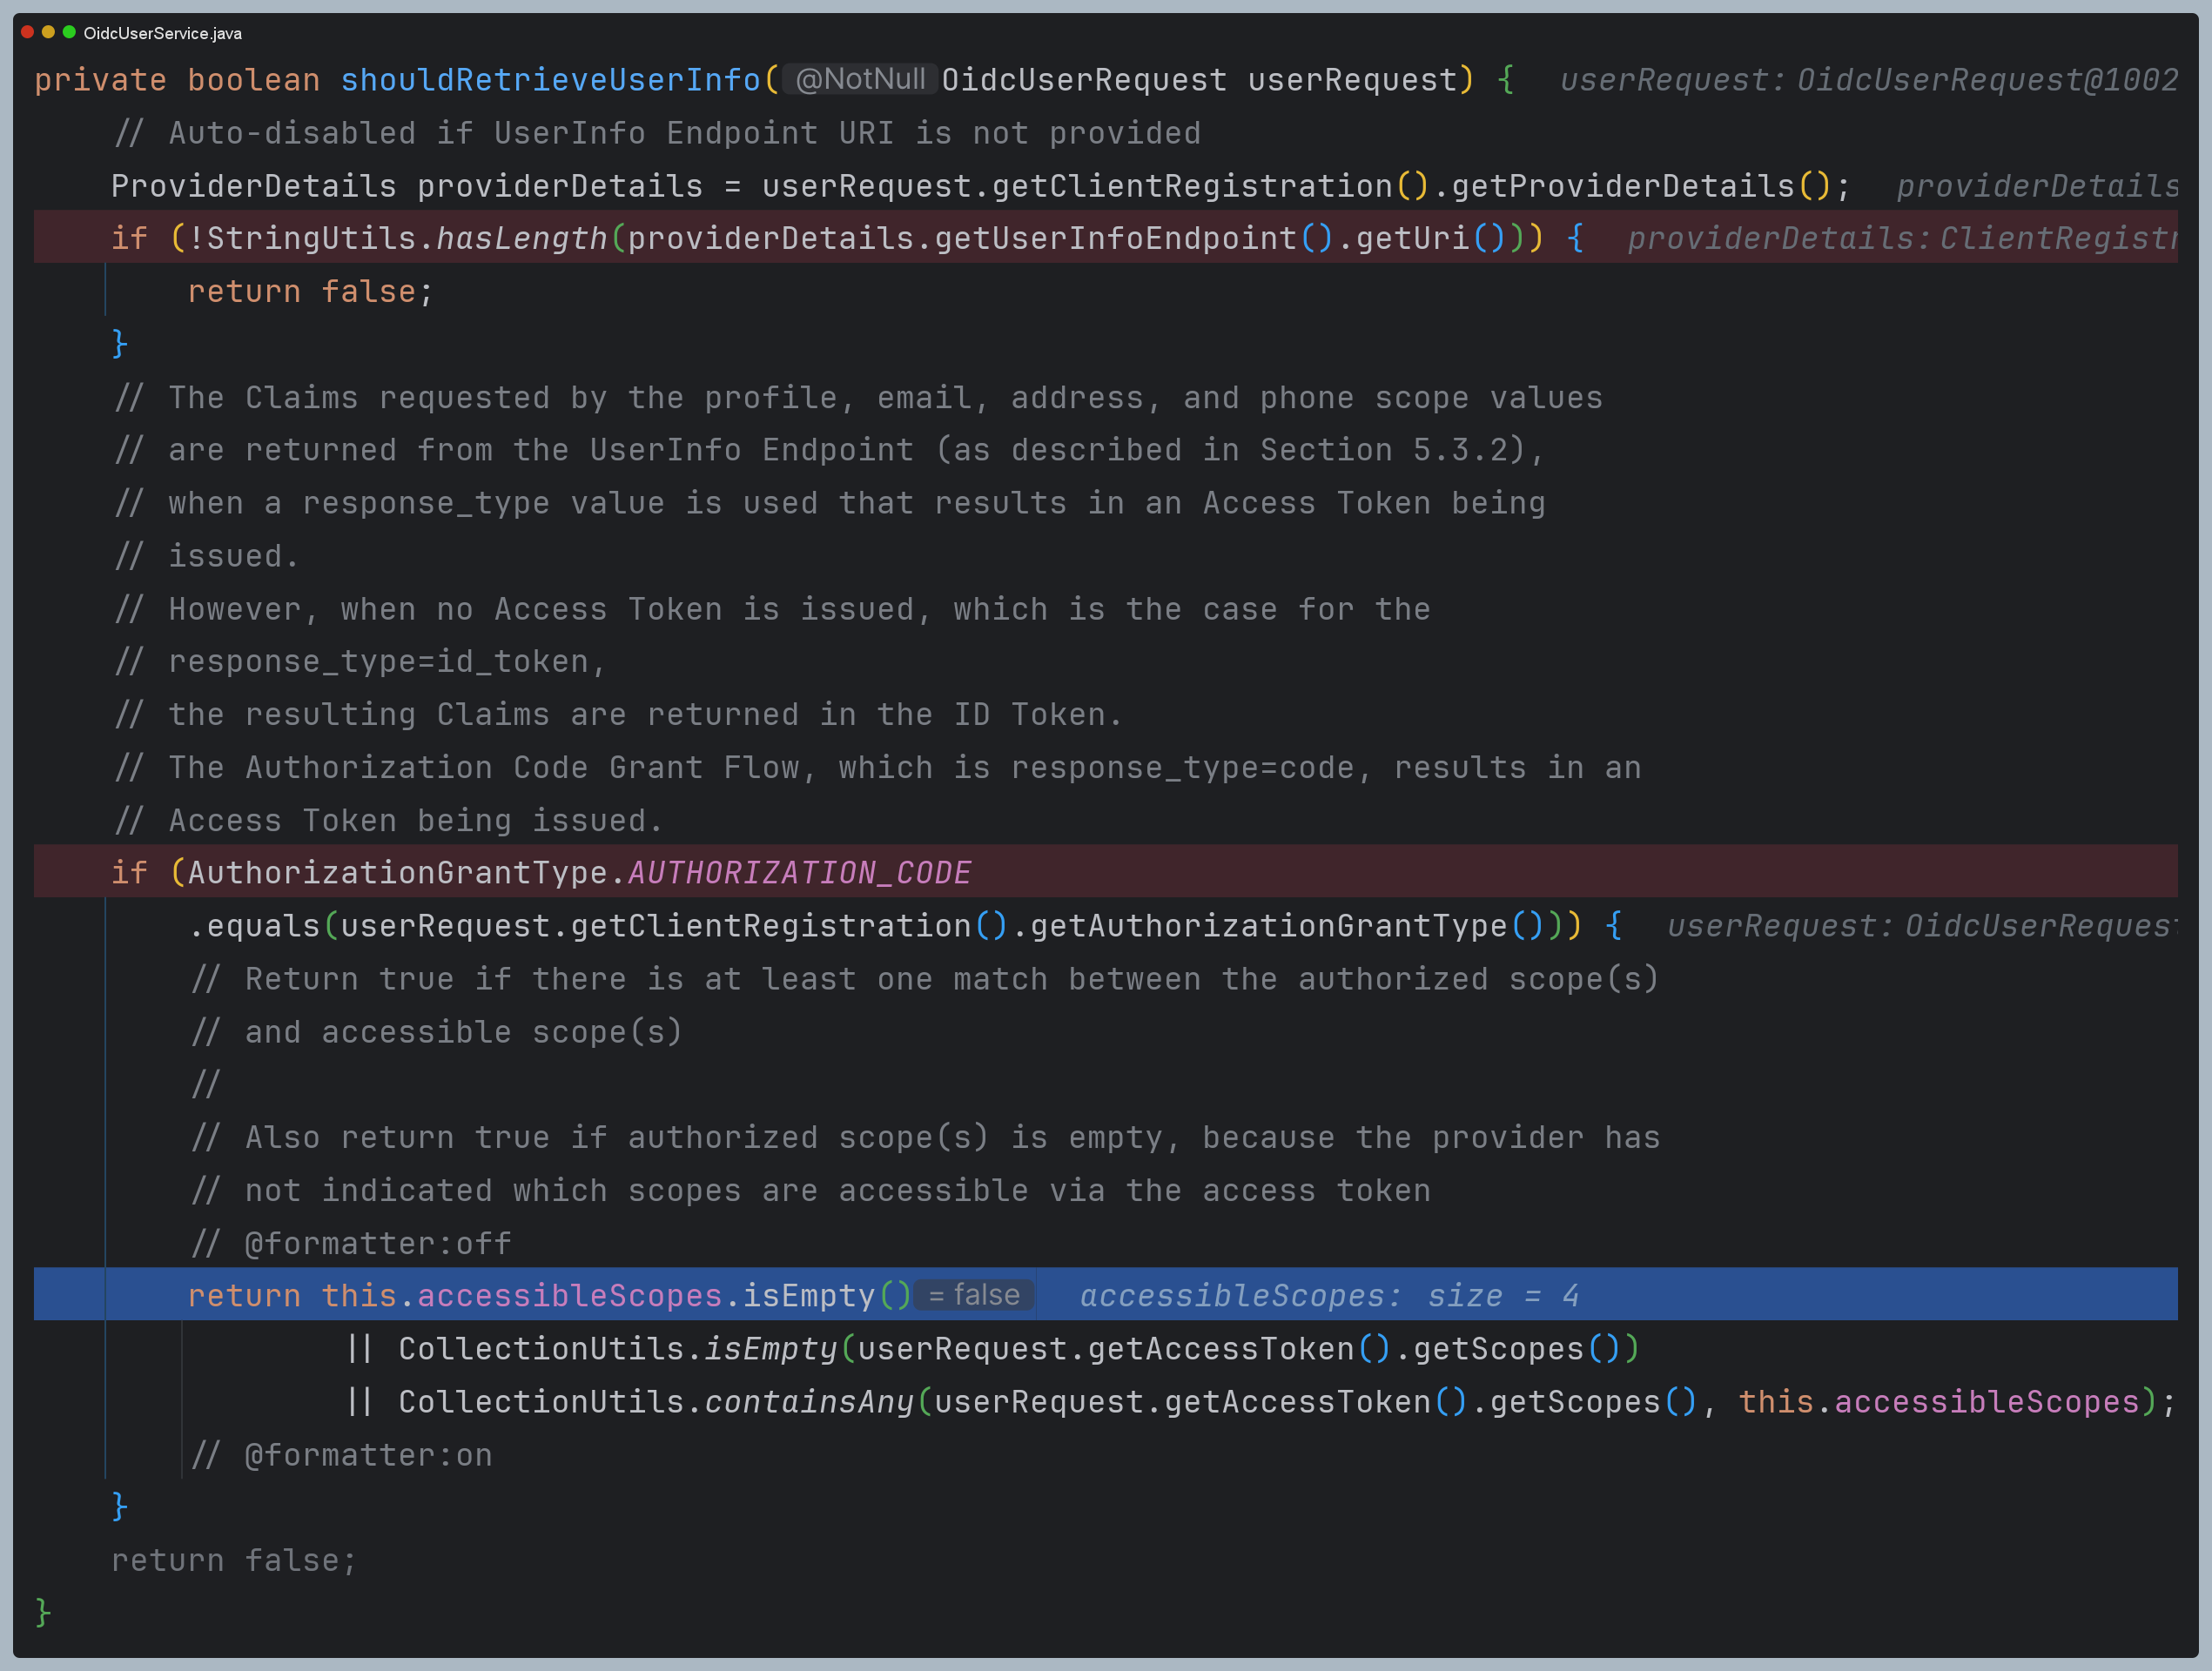 OidcUserService.java
private boolean shouldRetrieveUserInfo( @NotNull OidcUserRequest userRequest) { userRequest: OidcUserRequest@1002
// Auto-disabled if UserInfo Endpoint URI is not provided
ProviderDetails providerDetails = userRequest.getClientRegistration().getProviderDetails(); providerDetails
if (!StringUtils.hasLength(providerDetails.getUserInfoEndpoint().getUri())) { providerDetails: ClientRegistr
return false;
}
// The Claims requested by the profile, email, address, and phone scope values
// are returned from the UserInfo Endpoint (as described in Section 5.3.2),
// when a response_type value is used that results in an Access Token being
// issued.
// However, when no Access Token is issued, which is the case for the
// response_type=id_token,
// the resulting Claims are returned in the ID Token.
// The Authorization Code Grant Flow, which is response_type=code, results in an
// Access Token being issued.
if (AuthorizationGrantType.AUTHORIZATION_CODE
.equals(userRequest.getClientRegistration().getAuthorizationGrantType())) { userRequest: OidcUserRequest
// Return true if there is at least one match between the authorized scope(s)
// and accessible scope(s)
//
// Also return true if authorized scope(s) is empty, because the provider has
// not indicated which scopes are accessible via the access token
// @formatter:off
return this.accessibleScopes.isEmpty() = false accessibleScopes: size = 4
|| CollectionUtils.isEmpty(userRequest.getAccessToken().getScopes())
|| CollectionUtils.containsAny(userRequest.getAccessToken().getScopes(), this.accessibleScopes);
// @formatter:on
}
return false;
}